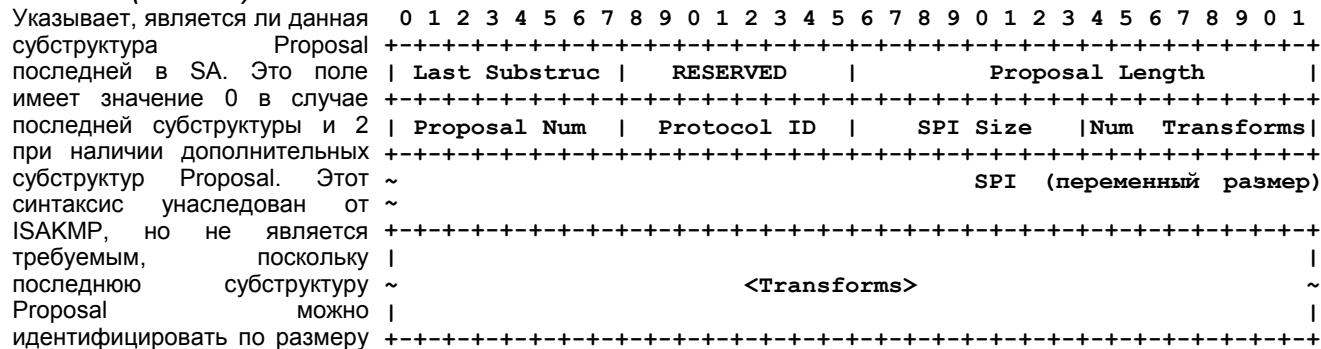 Указывает, является ли данная
субструктура Proposal
последней в SA. Это поле
имеет значение 0 в случае
последней субструктуры и 2
при наличии дополнительных
субструктур Proposal. Этот
синтаксис унаследован от
ISAKMP, но не является
требуемым, поскольку
последнюю субструктуру
Proposal можно
идентифицировать по размеру
0 1 2 3 4 5 6 7 8 9 0 1 2 3 4 5 6 7 8 9 0 1 2 3 4 5 6 7 8 9 0 1
+-+-+-+-+-+-+-+-+-+-+-+-+-+-+-+-+-+-+-+-+-+-+-+-+-+-+-+-+-+-+-+-+
| Last Substruc | RESERVED | Proposal Length |
+-+-+-+-+-+-+-+-+-+-+-+-+-+-+-+-+-+-+-+-+-+-+-+-+-+-+-+-+-+-+-+-+
| Proposal Num | Protocol ID | SPI Size |Num Transforms|
+-+-+-+-+-+-+-+-+-+-+-+-+-+-+-+-+-+-+-+-+-+-+-+-+-+-+-+-+-+-+-+-+
~ SPI (переменный размер)
~
+-+-+-+-+-+-+-+-+-+-+-+-+-+-+-+-+-+-+-+-+-+-+-+-+-+-+-+-+-+-+-+-+
| |
~ <Transforms> ~
| |
+-+-+-+-+-+-+-+-+-+-+-+-+-+-+-+-+-+-+-+-+-+-+-+-+-+-+-+-+-+-+-+-+